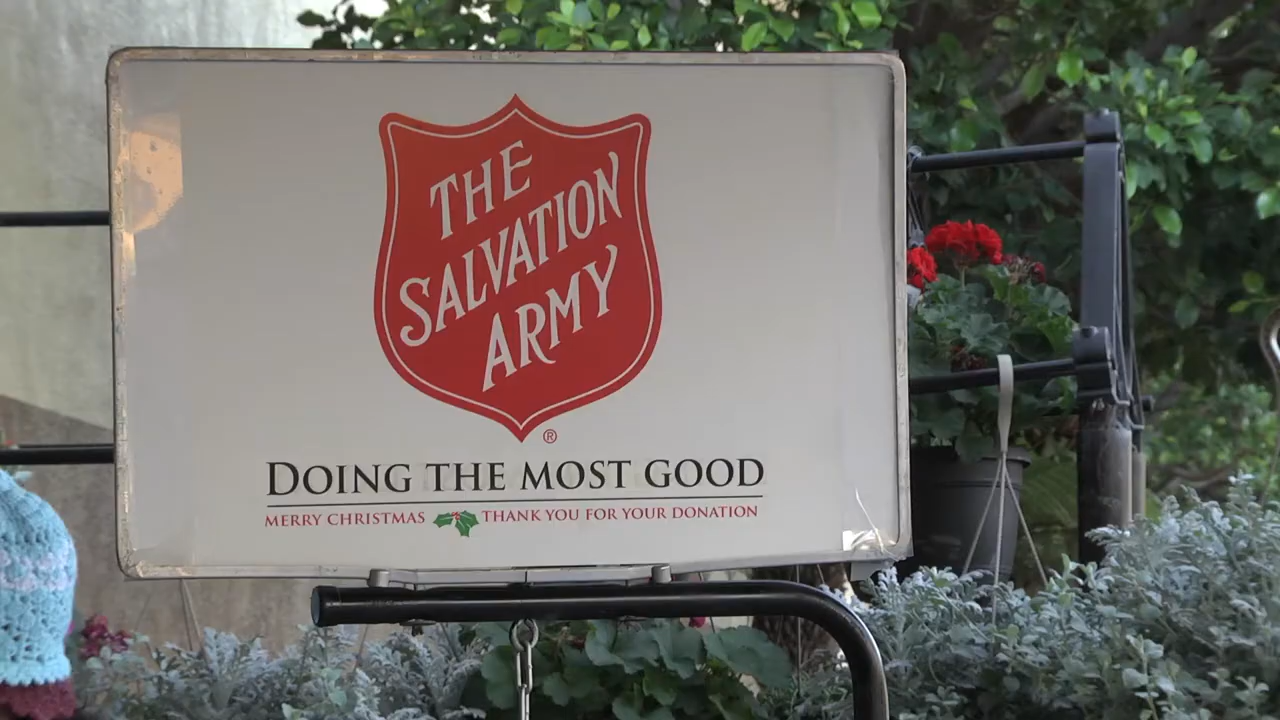 THE
SALVATION
ARMY
®
DOING THE MOST GOOD
MERRY CHRISTMAS THANK YOU FOR YOUR DONATION